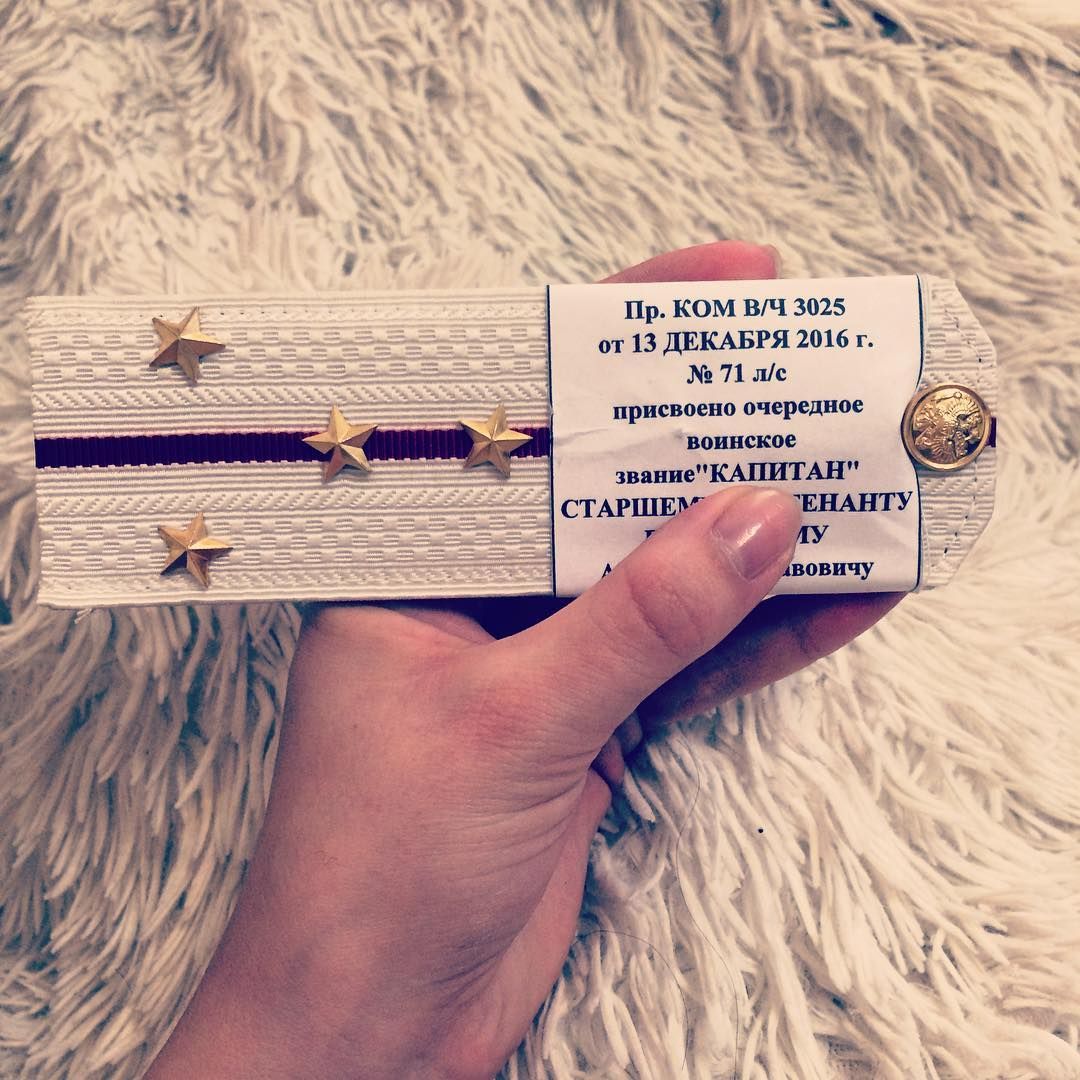 Пр. КОМ В/Ч 3025
от 13 ДЕКАБРЯ 2016 г.
№ 71 л/с
присвоено очередное
воинское
звание"КАПИТАН"